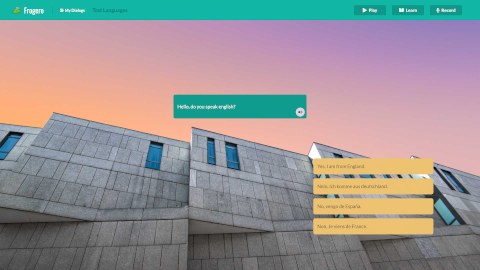 Frogaro
My Dialogs
Test Languages
Play
Learn
Record
Hello, do you speak english?
Yes, I am from England.
Nein, ich komme aus deutschland.
No, vengo de España.
Non, Je viens de France